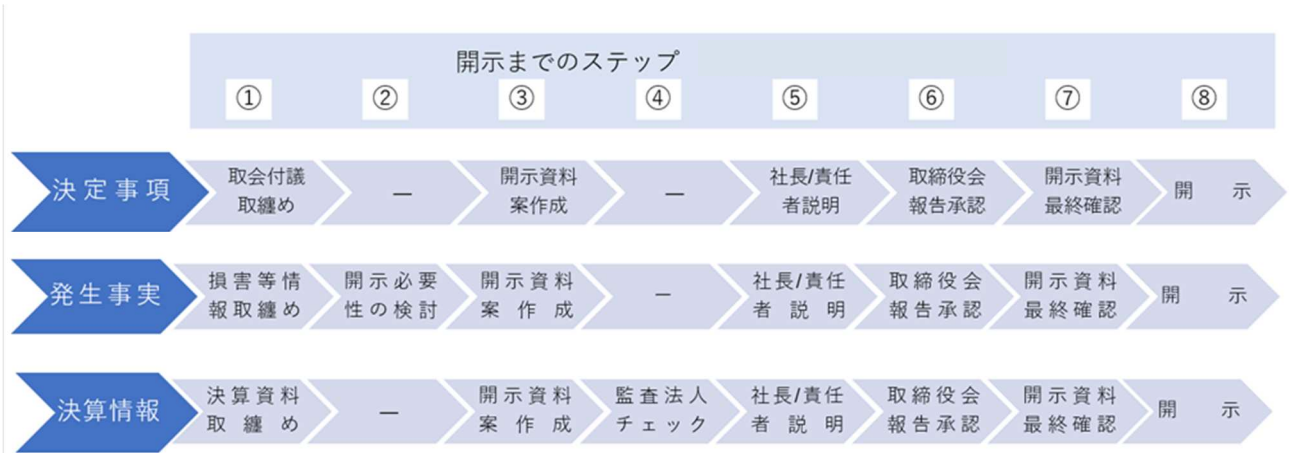 開示までのステップ
① ② ③ ④ ⑤ ⑥ ⑦ ⑧
決定事項
取会付議
取纏め
―
開示資料
案作成
―
社長/責任
者説明
取締役会
報告承認
開示資料
最終確認
開示
発生事実
損害等情
報取纏め
開示必要
性の検討
開示資料
案作成
―
社長/責任
者説明
取締役会
報告承認
開示資料
最終確認
開示
決算情報
決算資料
取纏め
―
開示資料
案作成
監査法人
チェック
社長/責任
者説明
取締役会
報告承認
開示資料
最終確認
開示